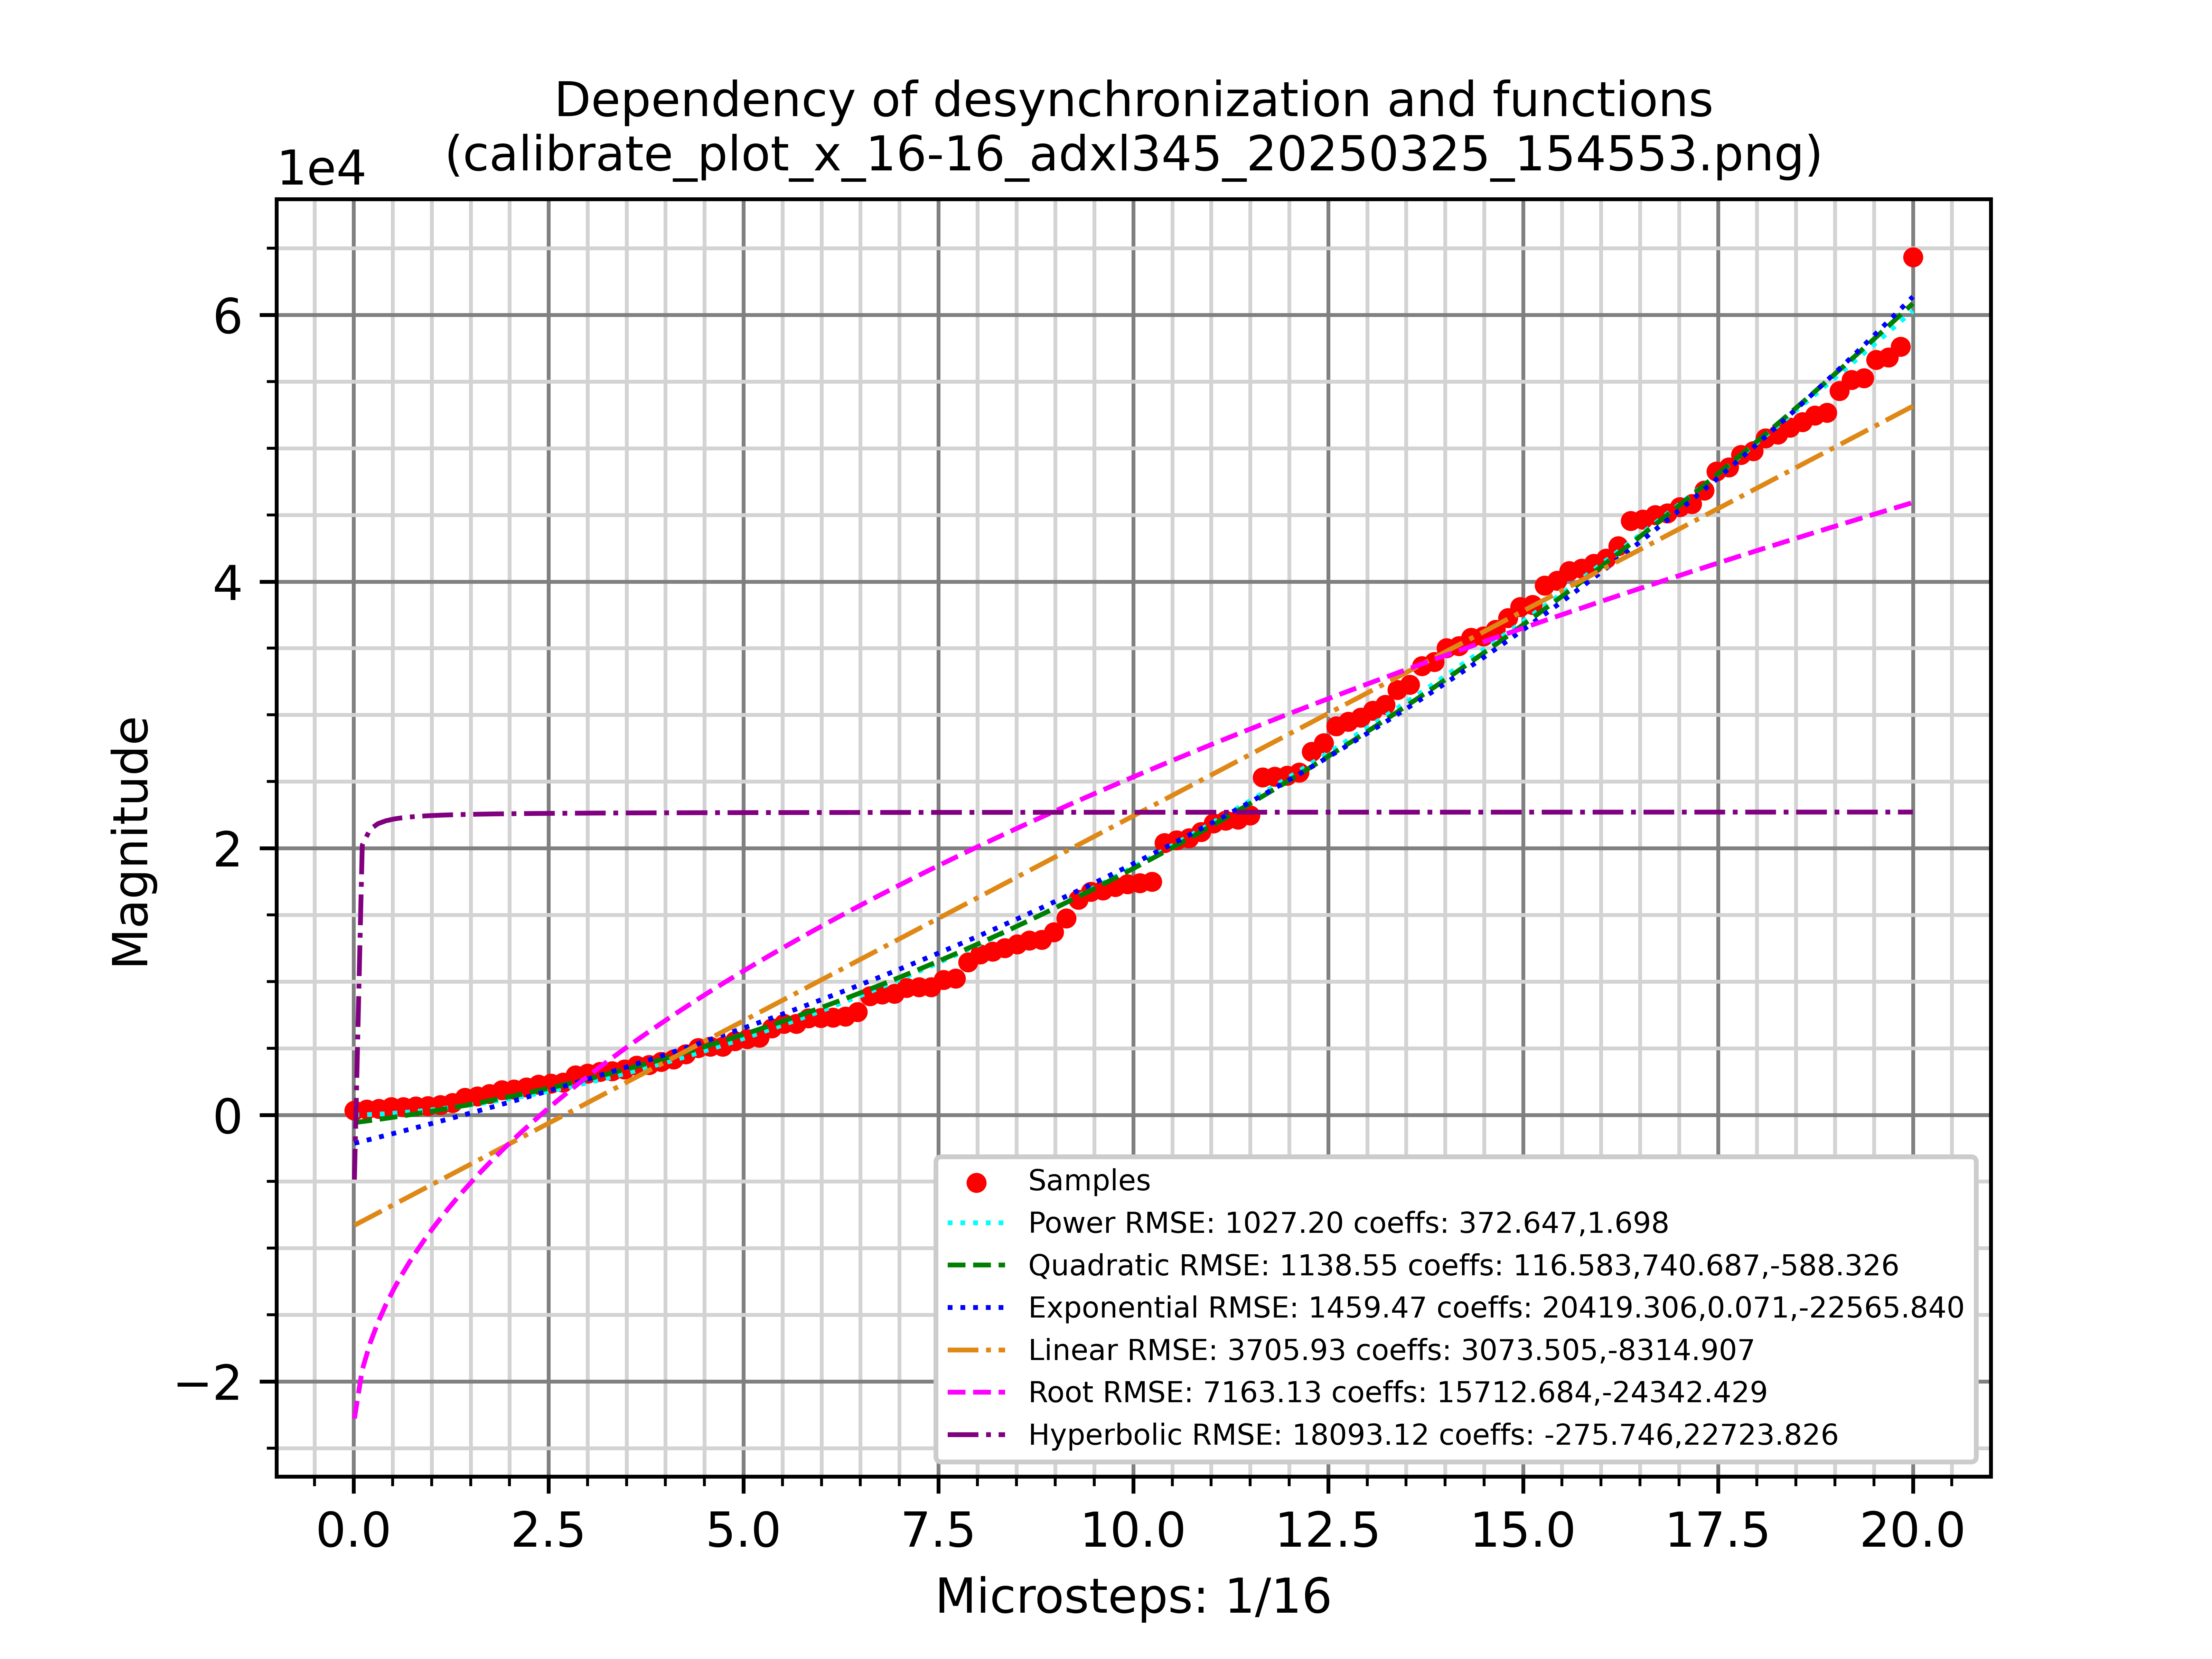 Dependency of desynchronization and functions
(calibrate_plot_x_16-16_adxl345_20250325_154553.png)
1e4
6
4
2
0
−2
Magnitude
Samples
Power RMSE: 1027.20 coeffs: 372.647,1.698
Quadratic RMSE: 1138.55 coeffs: 116.583,740.687,-588.326
Exponential RMSE: 1459.47 coeffs: 20419.306,0.071,-22565.840
Linear RMSE: 3705.93 coeffs: 3073.505,-8314.907
Root RMSE: 7163.13 coeffs: 15712.684,-24342.429
Hyperbolic RMSE: 18093.12 coeffs: -275.746,22723.826
0.0 2.5 5.0 7.5 10.0 12.5 15.0 17.5 20.0
Microsteps: 1/16